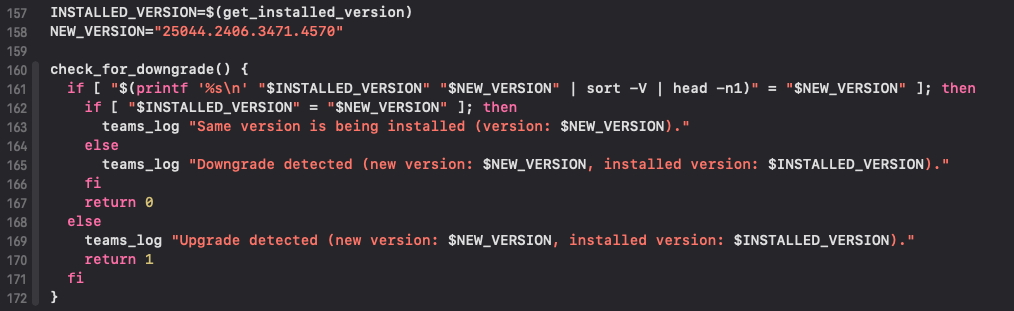 157 INSTALLED_VERSION=$(get_installed_version)
158 NEW_VERSION="25044.2406.3471.4570"
159
160 check_for_downgrade() {
161   if [ "$(printf '%s\n' "$INSTALLED_VERSION" "$NEW_VERSION" | sort -V | head -n1)" = "$NEW_VERSION" ]; then
162     if [ "$INSTALLED_VERSION" = "$NEW_VERSION" ]; then
163       teams_log "Same version is being installed (version: $NEW_VERSION)."
164     else
165       teams_log "Downgrade detected (new version: $NEW_VERSION, installed version: $INSTALLED_VERSION)."
166     fi
167     return 0
168   else
169     teams_log "Upgrade detected (new version: $NEW_VERSION, installed version: $INSTALLED_VERSION)."
170     return 1
171   fi
172 }